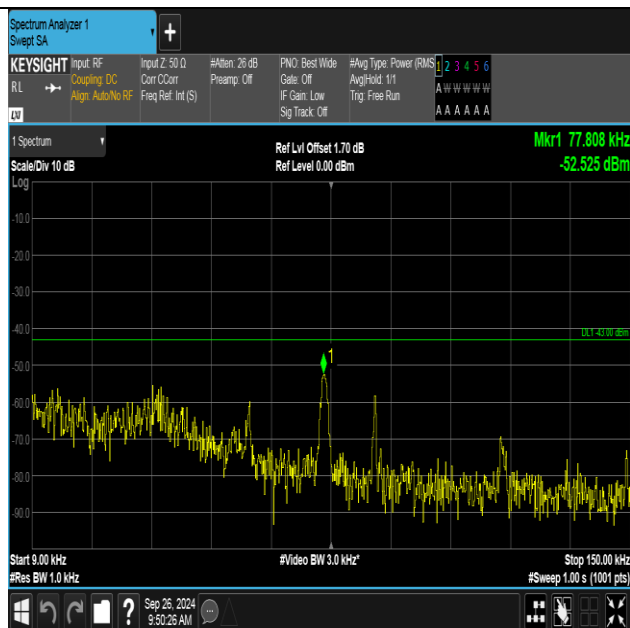 Spectrum Analyzer 1
Swept SA
+
KEYSIGHT
RL
LXI
Input: RF
Coupling: DC
Align: Auto/No RF
Input Z: 50 Ω
Corr CCorr
Freq Ref: Int (S)
#Atten: 26 dB
Preamp: Off
PNO: Best Wide
Gate: Off
IF Gain: Low
Sig Track: Off
#Avg Type: Power (RMS
Avg|Hold: 1/1
Trig: Free Run
1 2 3 4 5 6
A W W W W W
A A A A A A
1 Spectrum
Scale/Div 10 dB
Ref Lvl Offset 1.70 dB
Ref Level 0.00 dBm
Mkr1 77.808 kHz
-52.525 dBm
Log
-10.0
-20.0
-30.0
-40.0
DL1 -43.00 dBm
1
-50.0
-60.0
-70.0
-80.0
-90.0
Start 9.00 kHz
#Video BW 3.0 kHz*
Stop 150.00 kHz
#Res BW 1.0 kHz
#Sweep 1.00 s (1001 pts)
?
Sep 26, 2024
9:50:26 AM